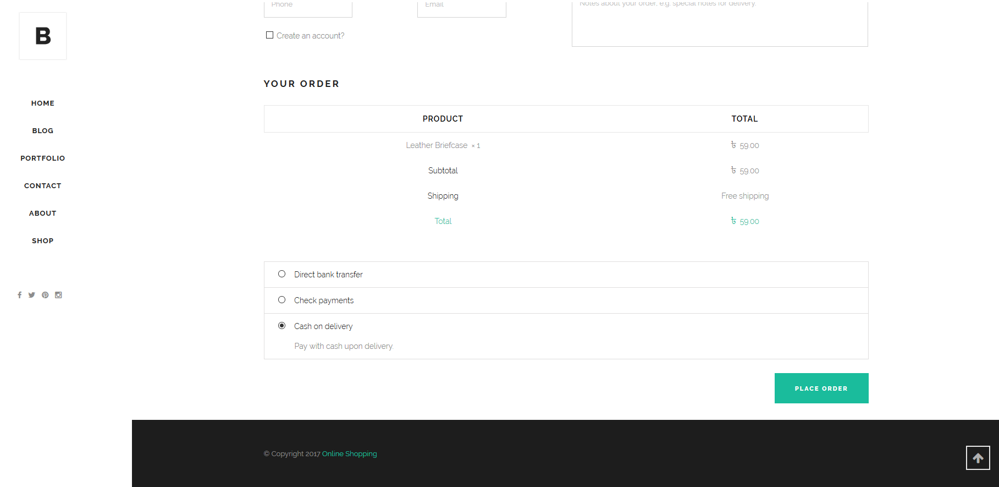 B
HOME
BLOG
PORTFOLIO
CONTACT
ABOUT
SHOP
Phone
Email
Notes about your order, e.g. special notes for delivery.
Create an account?
YOUR ORDER
PRODUCT TOTAL
Leather Briefcase × 1 ৳ 59.00
Subtotal ৳ 59.00
Shipping Free shipping
Total ৳ 59.00
Direct bank transfer
Check payments
Cash on delivery
Pay with cash upon delivery.
PLACE ORDER
© Copyright 2017 Online Shopping